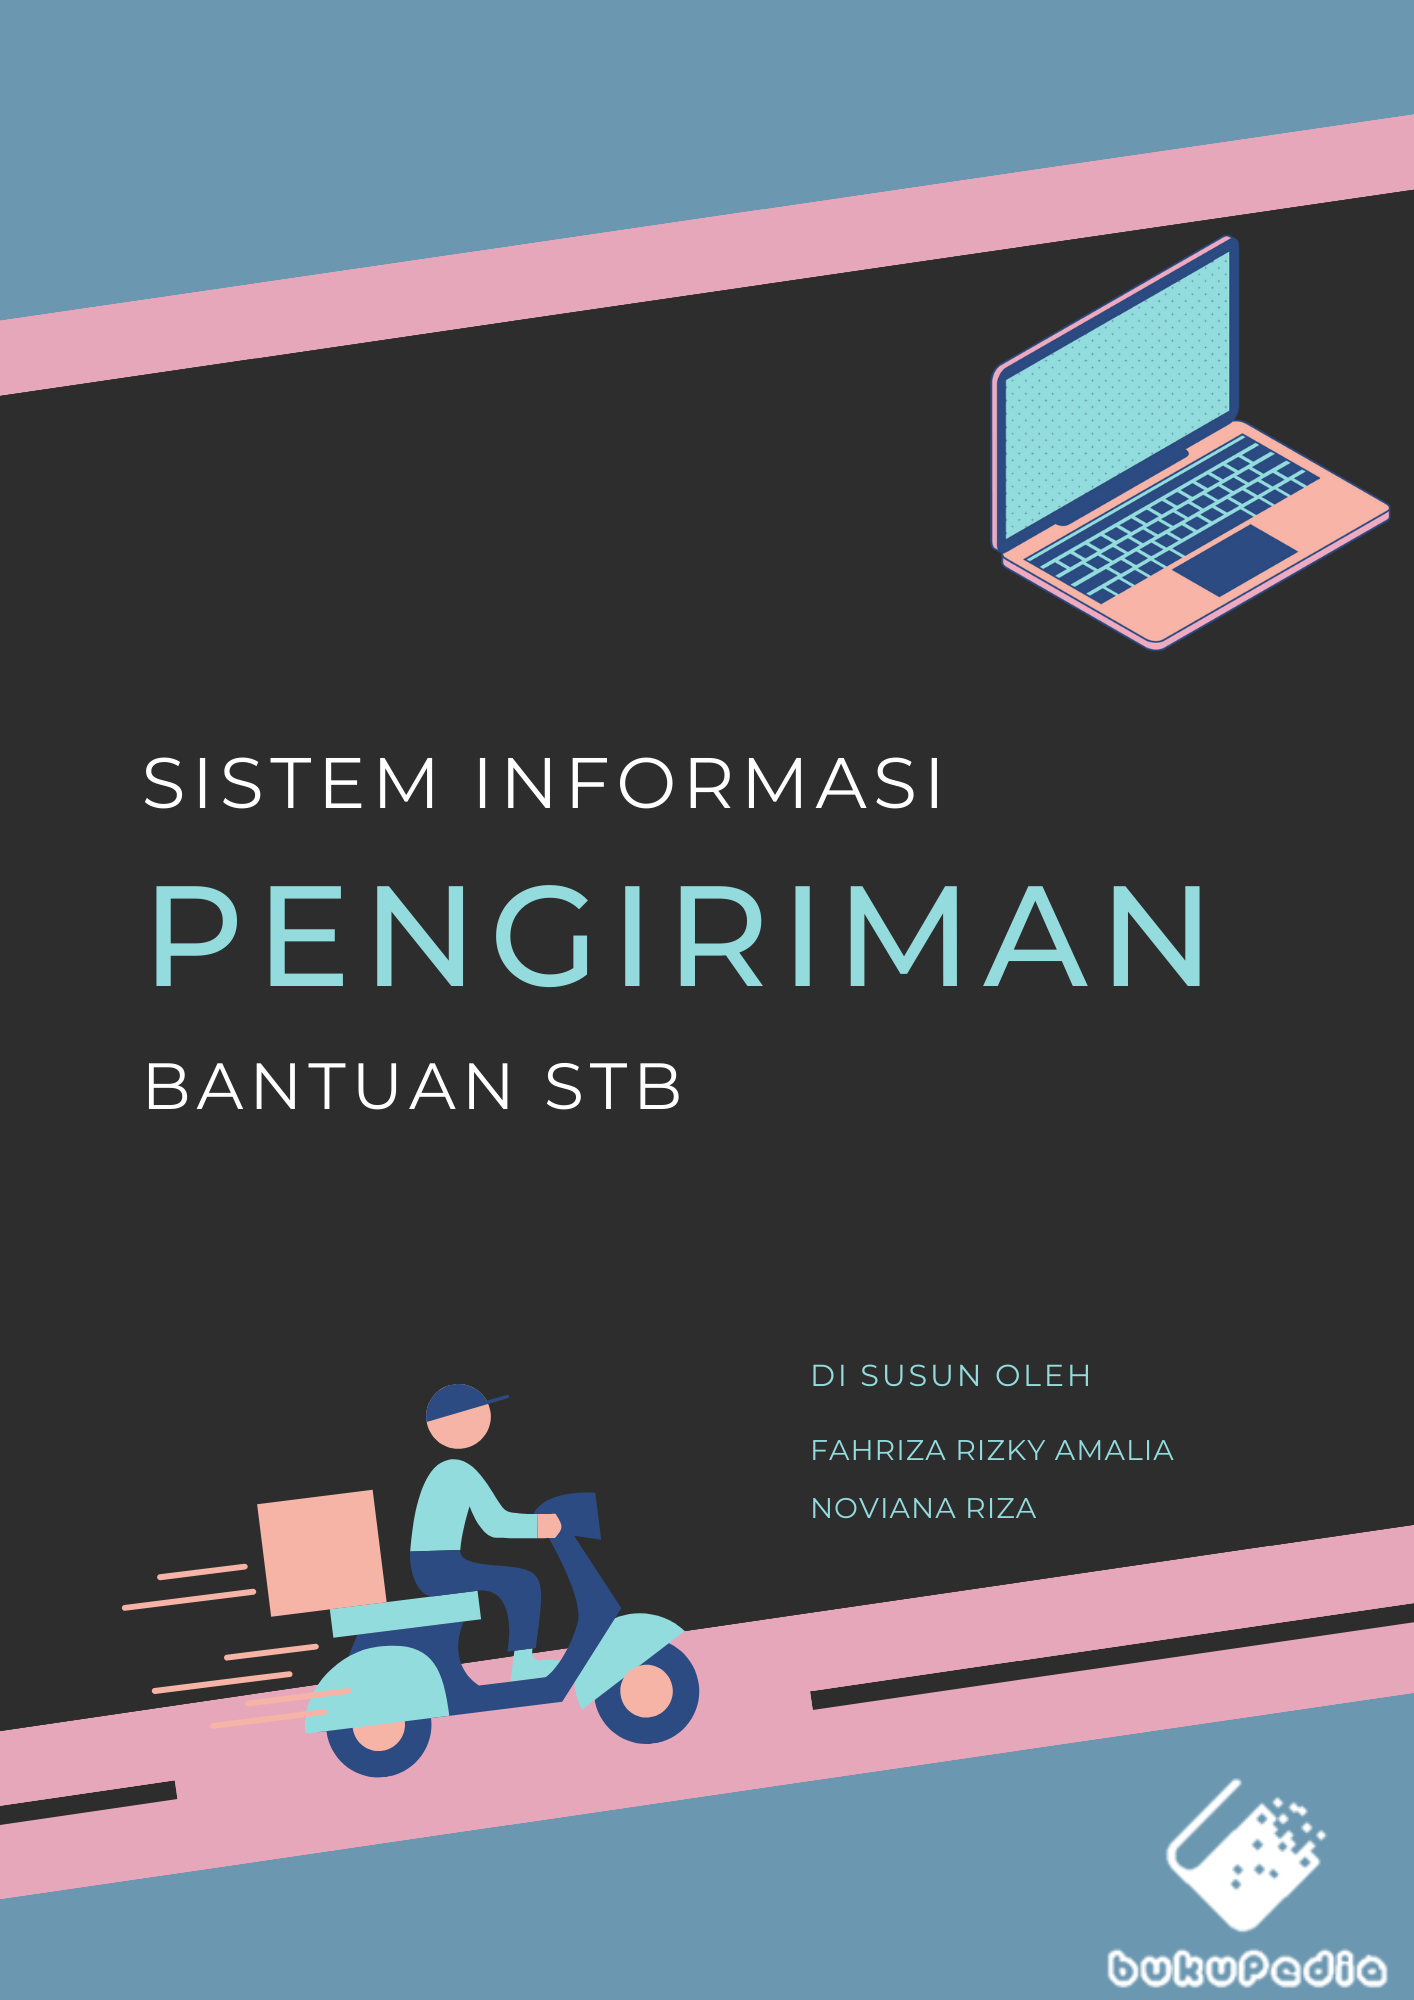 SISTEM INFORMASI
PENGIRIMAN
BANTUAN STB
DI SUSUN OLEH
FAHRIZA RIZKY AMALIA
NOVIANA RIZA
bukupedia